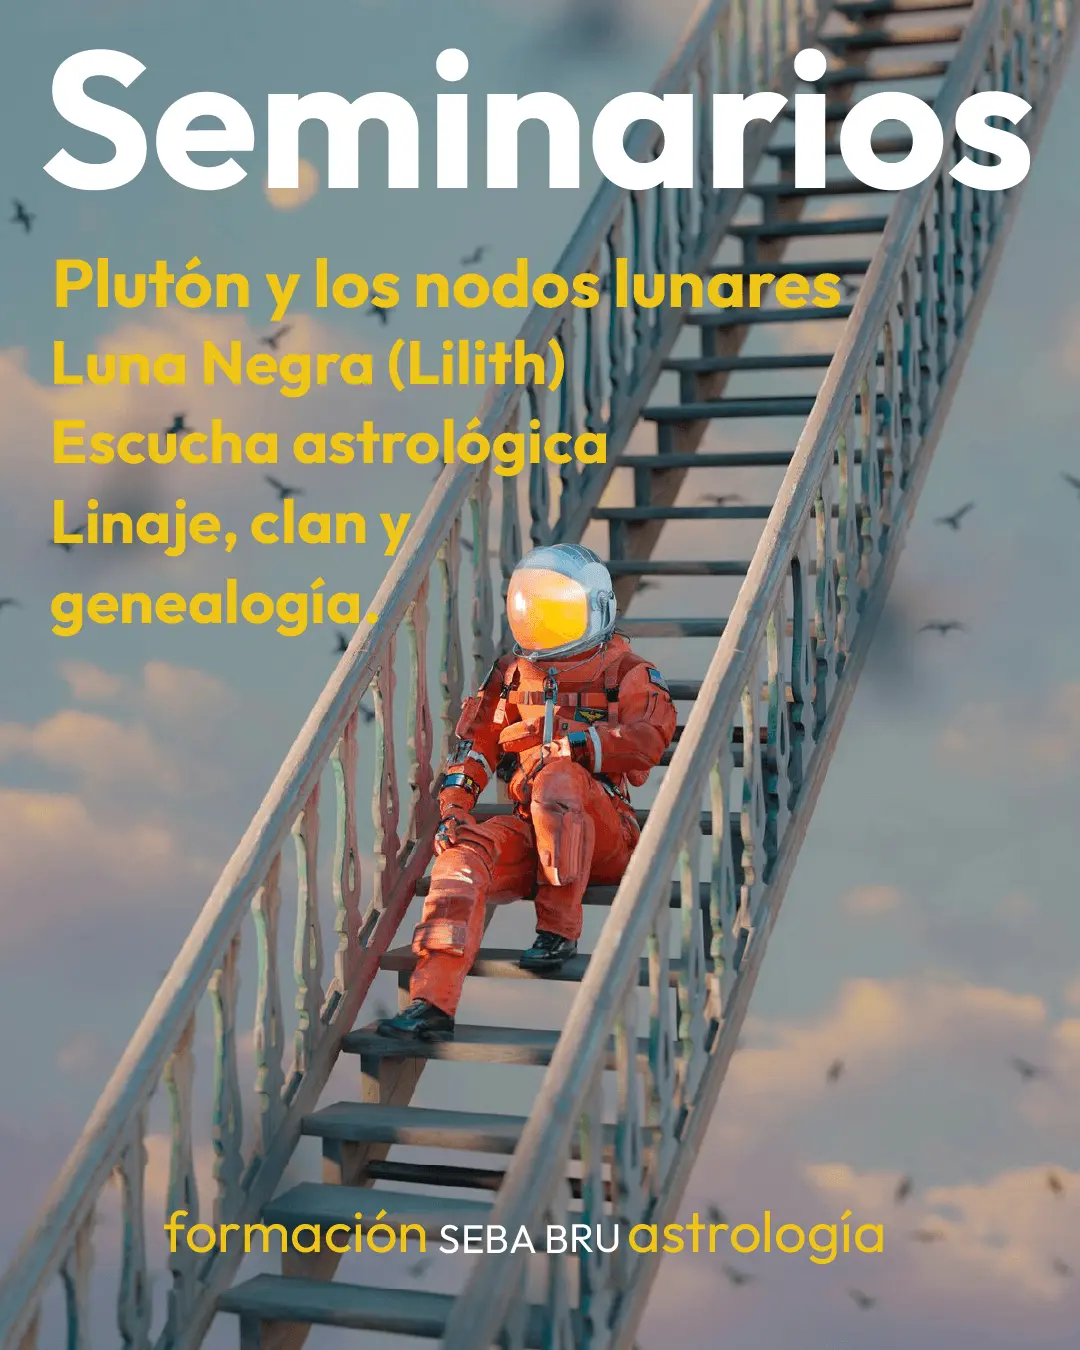 Seminarios
Plutón y los nodos lunares
Luna Negra (Lilith)
Escucha astrológica
Linaje, clan y
genealogía.
formación SEBA BRU astrología